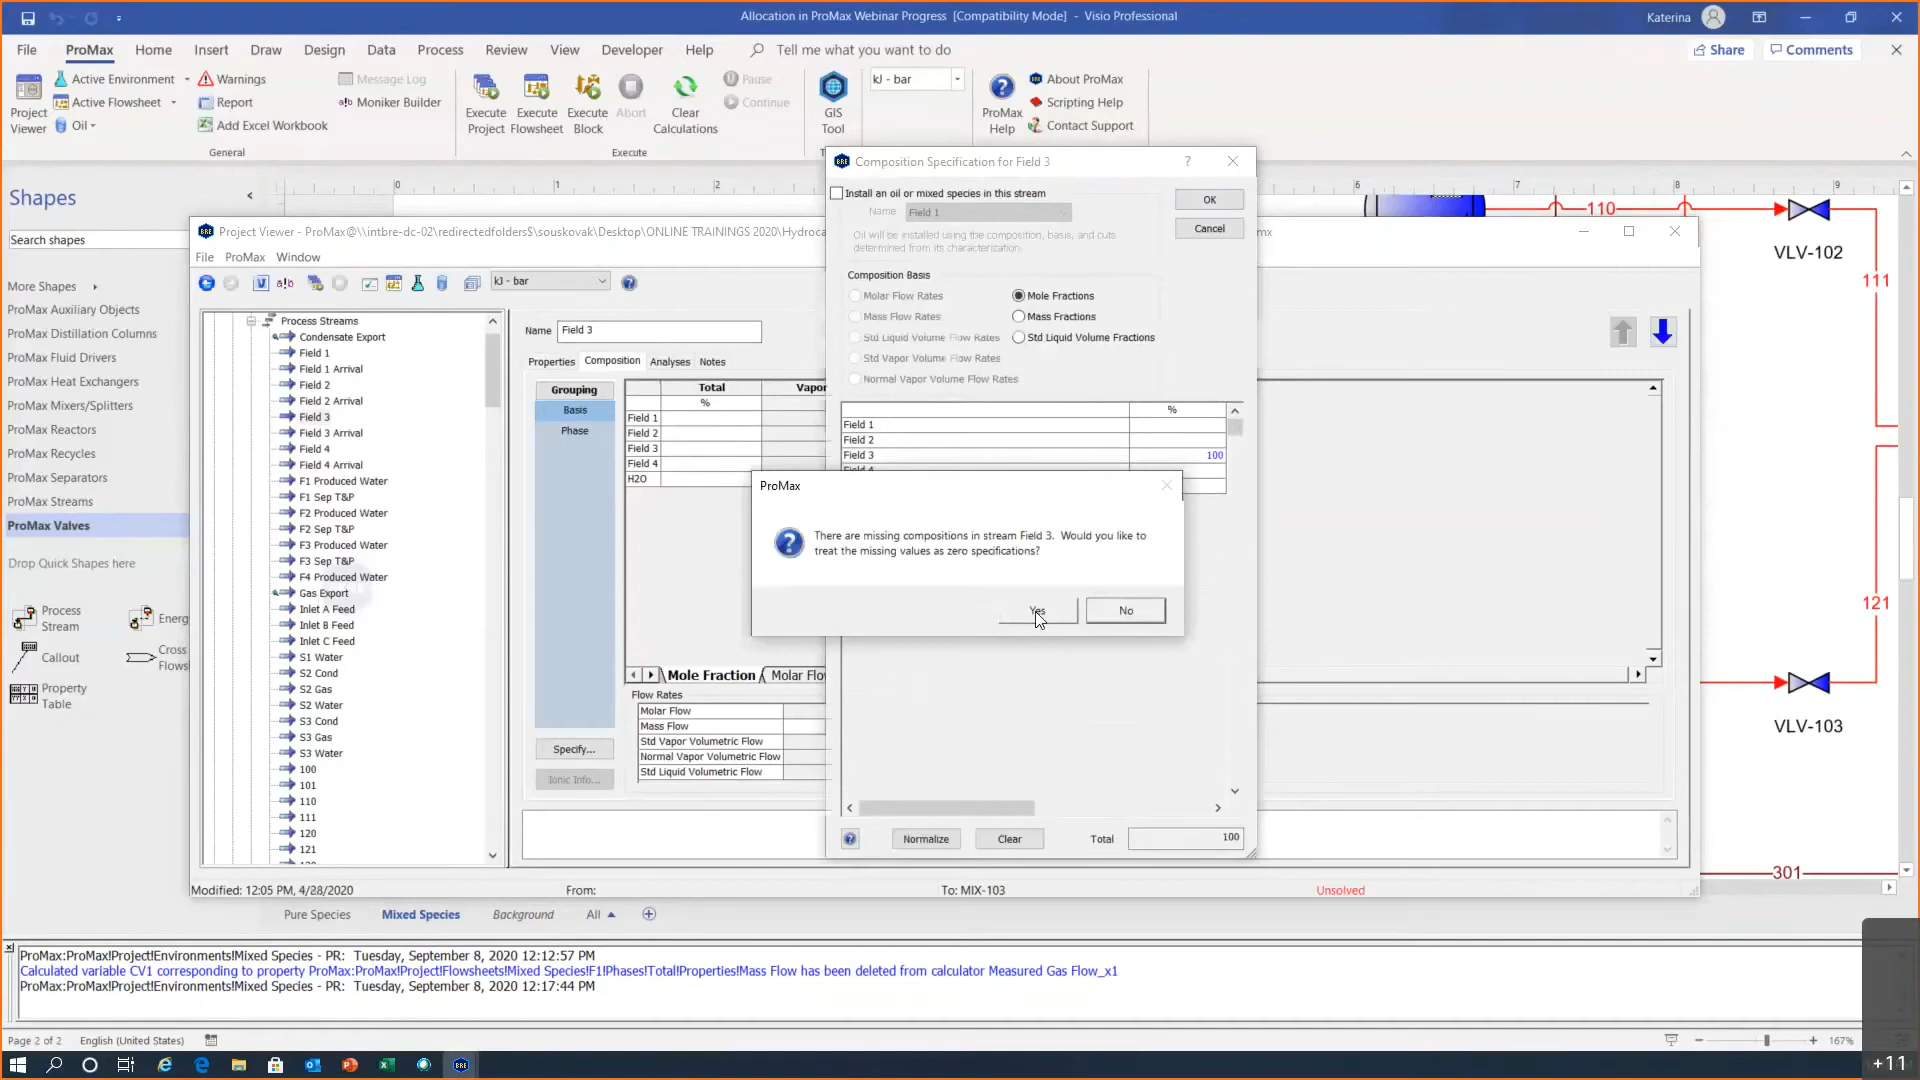 Allocation in ProMax Webinar Progress [Compatibility Mode] - Visio Professional
Katerina
File ProMax Home Insert Draw Design Data Process Review View Developer Help Tell me what you want to do
Share Comments
Project Viewer
Active Environment
Active Flowsheet
Oil
Warnings
Report
Add Excel Workbook
Message Log
Moniker Builder
General
Execute Project
Execute Flowsheet
Execute Block
Abort
Clear Calculations
Pause
Continue
Execute
GIS Tool
kJ - bar
ProMax Help
About ProMax
Scripting Help
Contact Support
Shapes
Search shapes
More Shapes
ProMax Auxiliary Objects
ProMax Distillation Columns
ProMax Fluid Drivers
ProMax Heat Exchangers
ProMax Mixers/Splitters
ProMax Reactors
ProMax Recycles
ProMax Separators
ProMax Streams
ProMax Valves
Drop Quick Shapes here
Process Stream
Energ
Callout
Cross Flows
Property Table
0 1 2 6 7 8 9
110
VLV-102
111
121
VLV-103
301
Project Viewer - ProMax@\\intbre-dc-02\redirectedfolders$\souskovak\Desktop\ONLINE TRAININGS 2020\Hydroca
mx
File ProMax Window
kJ - bar
Process Streams
Condensate Export
Field 1
Field 1 Arrival
Field 2
Field 2 Arrival
Field 3
Field 3 Arrival
Field 4
Field 4 Arrival
F1 Produced Water
F1 Sep T&P
F2 Produced Water
F2 Sep T&P
F3 Produced Water
F3 Sep T&P
F4 Produced Water
Gas Export
Inlet A Feed
Inlet B Feed
Inlet C Feed
S1 Water
S2 Cond
S2 Gas
S2 Water
S3 Cond
S3 Gas
S3 Water
100
101
110
111
120
121
Name Field 3
Properties Composition Analyses Notes
Grouping
Basis
Phase
Total Vapor
%
Field 1
Field 2
Field 3
Field 4
H2O
Mole Fraction Molar Flo
Flow Rates
Molar Flow
Mass Flow
Std Vapor Volumetric Flow
Normal Vapor Volumetric Flow
Std Liquid Volumetric Flow
Specify...
Ionic Info...
Modified: 12:05 PM, 4/28/2020
From:
To: MIX-103
Unsolved
Composition Specification for Field 3
Install an oil or mixed species in this stream
Name Field 1
Oil will be installed using the composition, basis, and cuts
determined from its characterization.
OK
Cancel
Composition Basis
Molar Flow Rates
Mole Fractions
Mass Flow Rates
Mass Fractions
Std Liquid Volume Flow Rates
Std Liquid Volume Fractions
Std Vapor Volume Flow Rates
Normal Vapor Volume Flow Rates
%
Field 1
Field 2
Field 3 100
Normalize
Clear
Total 100
ProMax
There are missing compositions in stream Field 3. Would you like to
treat the missing values as zero specifications?
Yes
No
Pure Species Mixed Species Background All
ProMax:ProMax!Project!Environments!Mixed Species - PR: Tuesday, September 8, 2020 12:12:57 PM
Calculated variable CV1 corresponding to property ProMax:ProMax!Project!Flowsheets!Mixed Species!F1!Phases!Total!Properties!Mass Flow has been deleted from calculator Measured Gas Flow_x1
ProMax:ProMax!Project!Environments!Mixed Species - PR: Tuesday, September 8, 2020 12:17:44 PM
Page 2 of 2 English (United States)
167%
+11